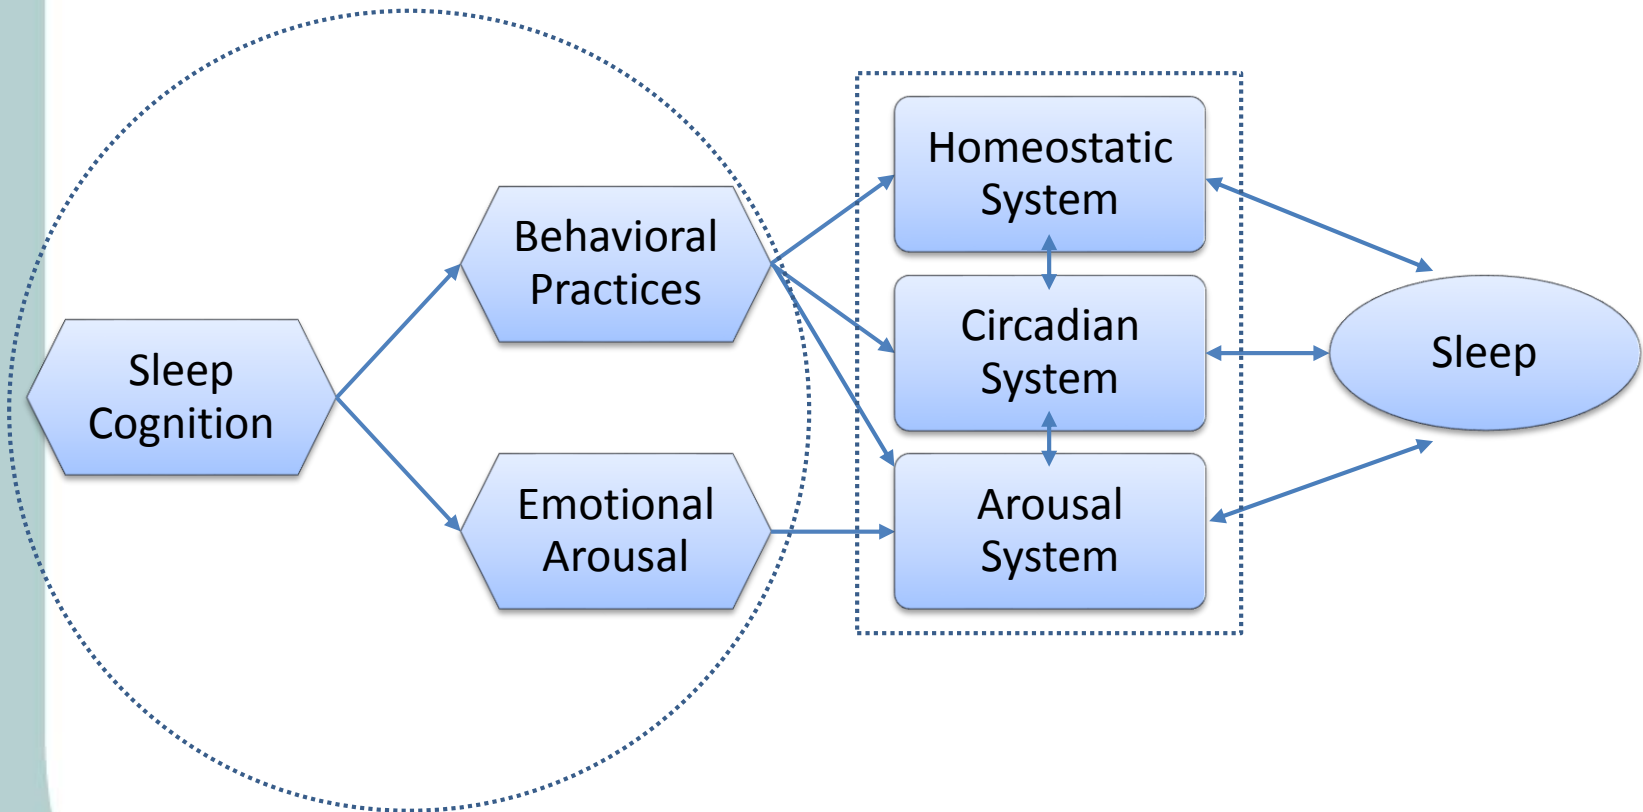 Sleep
Cognition
Behavioral
Practices
Emotional
Arousal
Homeostatic
System
Circadian
System
Arousal
System
Sleep